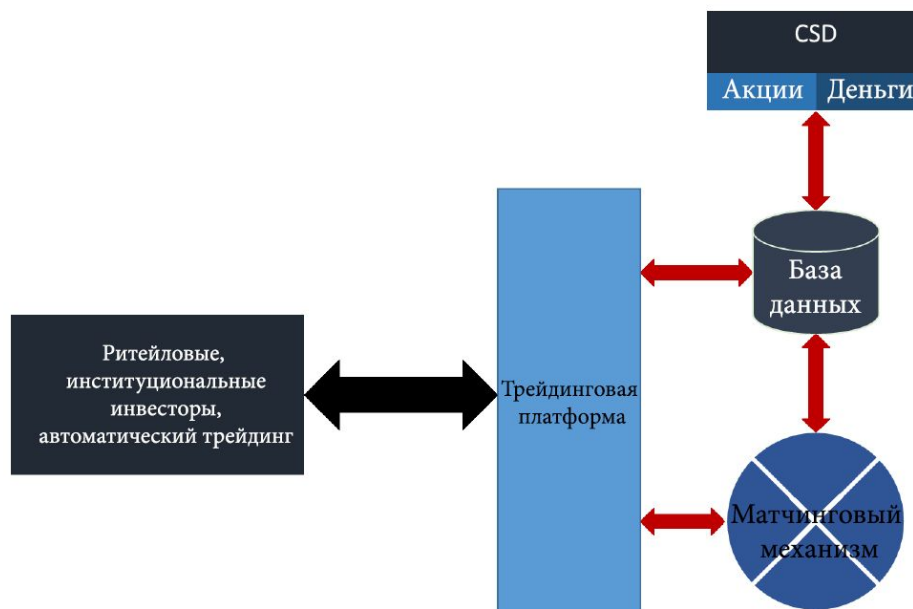 CSD
Акции Деньги
База
данных
Ритейловые,
институциональные
инвесторы,
автоматический трейдинг
Трейдинговая
платформа
Матчинговый
механизм